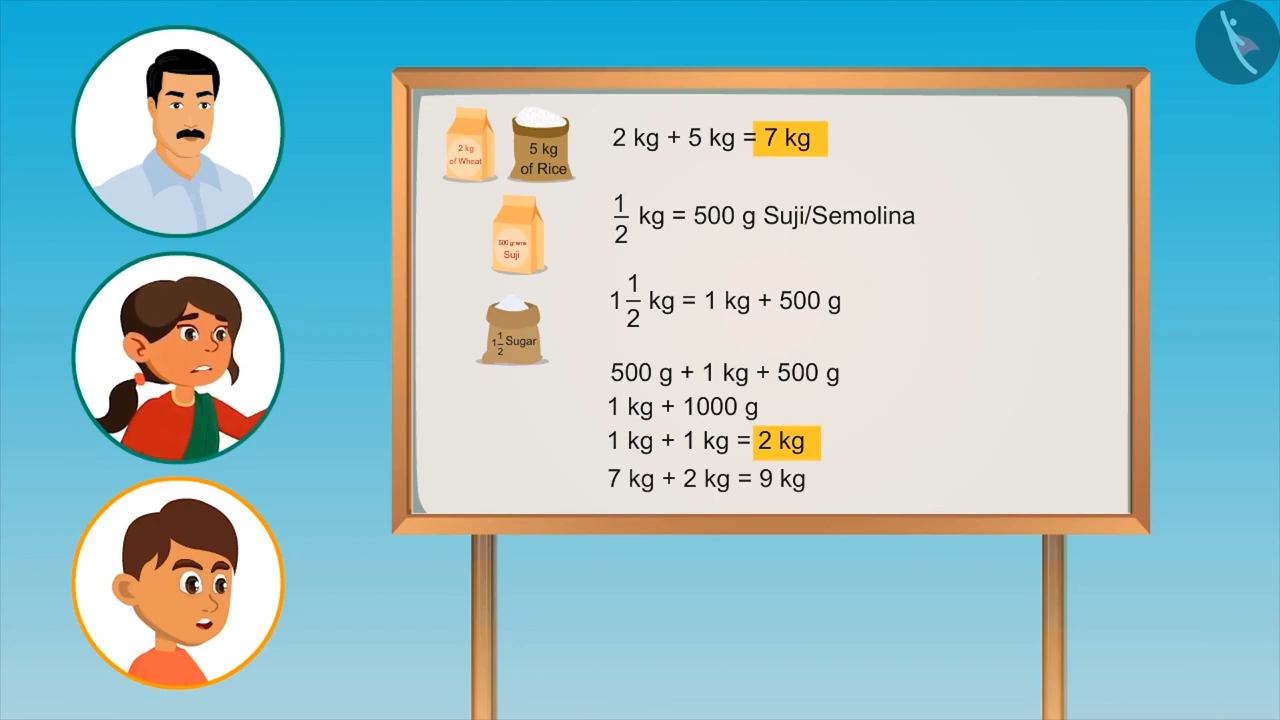 2 kg
of Wheat
5 kg
of Rice
2 kg + 5 kg = 7 kg
500 grams
Suji
1/2 kg = 500 g Suji/Semolina
1 1/2 Sugar
1 1/2 kg = 1 kg + 500 g
500 g + 1 kg + 500 g
1 kg + 1000 g
1 kg + 1 kg = 2 kg
7 kg + 2 kg = 9 kg